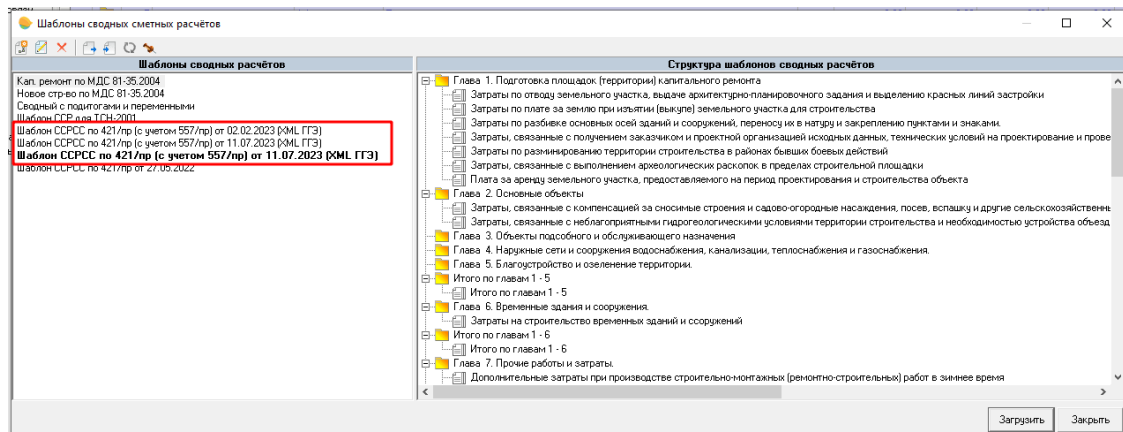 Шаблоны сводных сметных расчётов
Шаблоны сводных расчётов
Кап. ремонт по МДС 81-35.2004
Новое стр-во по МДС 81-35.2004
Сводный с подитогами и переменными
Шаблон ССР для ТСН-2001
Шаблон ССРСС по 421/пр (с учетом 557/пр) от 02.02.2023 (XML ГГЭ)
Шаблон ССРСС по 421/пр (с учетом 557/пр) от 11.07.2023 (XML ГГЭ)
Шаблон ССРСС по 421/пр (с учетом 557/пр) от 11.07.2023 (XML ГГЭ)
Шаблон ССРСС по 421/пр от 27.05.2022
Структура шаблонов сводных расчётов
Глава 1. Подготовка площадок (территории) капитального ремонта
Затраты по отводу земельного участка, выдаче архитектурно-планировочного задания и выделению красных линий застройки
Затраты по плате за землю при изъятии (выкупе) земельного участка для строительства
Затраты по разбивке основных осей зданий и сооружений, переносу их в натуру и закреплению пунктами и знаками.
Затраты, связанные с получением заказчиком и проектной организацией исходных данных, технических условий на проектирование и прове
Затраты по разминированию территории строительства в районах бывших боевых действий
Затраты, связанные с выполнением археологических раскопок в пределах строительной площадки
Плата за аренду земельного участка, предоставляемого на период проектирования и строительства объекта
Глава 2. Основные объекты
Затраты, связанные с компенсацией за сносимые строения и садово-огородные насаждения, посев, вспашку и другие сельскохозяйственнь
Затраты, связанные с неблагоприятными гидрогеологическими условиями территории строительства и необходимостью устройства объезд
Глава 3. Объекты подсобного и обслуживающего назначения
Глава 4. Наружные сети и сооружения водоснабжения, канализации, теплоснабжения и газоснабжения.
Глава 5. Благоустройство и озеленение территории.
Итого по главам 1 - 5
Итого по главам 1 - 5
Глава 6. Временные здания и сооружения.
Затраты на строительство временных зданий и ссоружений
Итого по главам 1 - 6
Итого по главам 1 - 6
Глава 7. Прочие работы и затраты.
Дополнительные затраты при производстве строительно-монтажных (ремонтно-строительных) работ в зимнее время
Загрузить
Закрыть